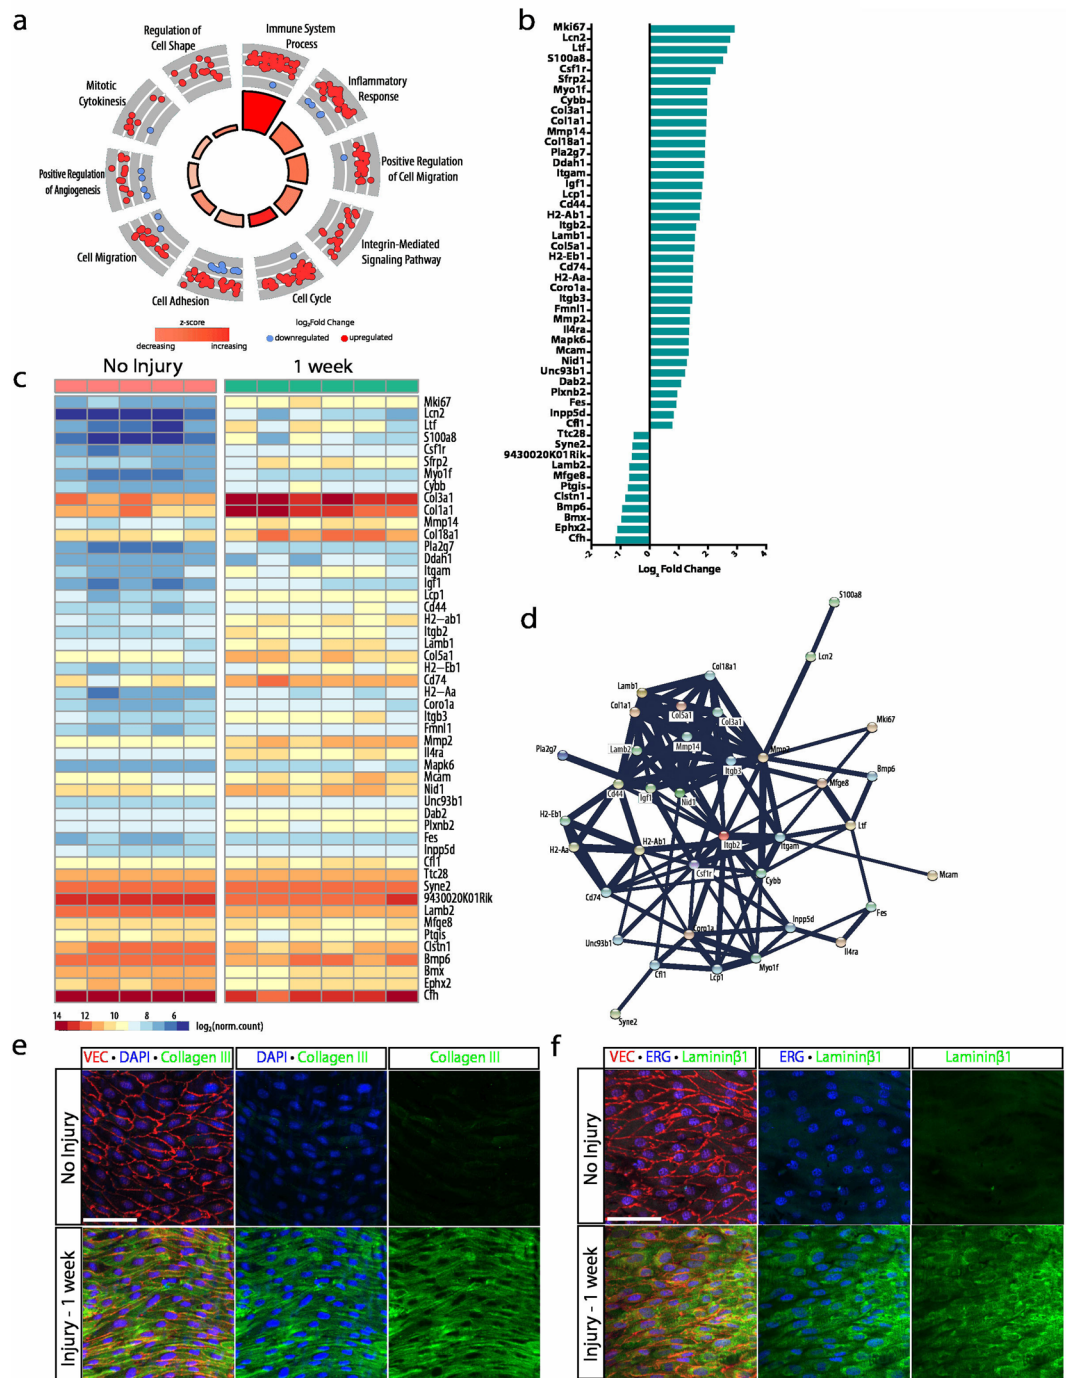 a
Regulation of
Cell Shape
Immune System
Process
Mitotic
Cytokinesis
Inflammatory
Response
Positive Regulation
of Angiogenesis
Positive Regulation
of Cell Migration
Cell Migration
Integrin-Mediated
Signaling Pathway
Cell Adhesion
Cell Cycle
z-score
decreasing
increasing
log2Fold Change
downregulated
upregulated
b
Mki67
Lcn2
Ltf
S100a8
Csf1r
Sfrp2
Myo1f
Cybb
Col3a1
Col1a1
Mmp14
Col18a1
Pla2g7
Ddah1
Itgam
Igf1
Lcp1
Cd44
H2-Ab1
Itgb2
Lamb1
Col5a1
H2-Eb1
Cd74
H2-Aa
Coro1a
Itgb3
Fmnl1
Mmp2
Il4ra
Mapk6
Mcam
Nid1
Unc93b1
Dab2
Plxnb2
Fes
Inpp5d
Cfl1
Ttc28
Syne2
9430020K01Rik
Lamb2
Mfge8
Ptgis
Clstn1
Bmp6
Bmx
Ephx2
Cfh
-2
-1
0
1
2
3
4
Log2 Fold Change
c
No Injury
1 week
Mki67
Lcn2
Ltf
S100a8
Csf1r
Sfrp2
Myo1f
Cybb
Col3a1
Col1a1
Mmp14
Col18a1
Pla2g7
Ddah1
Itgam
Igf1
Lcp1
Cd44
H2−ab1
Itgb2
Lamb1
Col5a1
H2−Eb1
Cd74
H2−Aa
Coro1a
Itgb3
Fmnl1
Mmp2
Il4ra
Mapk6
Mcam
Nid1
Unc93b1
Dab2
Plxnb2
Fes
Inpp5d
Cfl1
Ttc28
Syne2
9430020K01Rik
Lamb2
Mfge8
Ptgis
Clstn1
Bmp6
Bmx
Ephx2
Cfh
14 12 10 8 6
log2(norm.count)
d
S100a8
Lcn2
Col18a1
Lamb1
Col1a1
Col5a1
Col3a1
Mki67
Lamb2
Mmp14
Mmp2
Pla2g7
Itgb3
Bmp6
Mfge8
Cd44
Igf1
Nid1
H2-Eb1
Ltf
H2-Aa
H2-Ab1
Itgb2
Itgam
Csf1r
Cybb
Mcam
Cd74
Fes
Inpp5d
Coro1a
Unc93b1
Il4ra
Cfl1
Lcp1
Myo1f
Syne2
e
VEC • DAPI • Collagen III
DAPI • Collagen III
Collagen III
No Injury
Injury - 1 week
f
VEC • ERG • Lamininβ1
ERG • Lamininβ1
Lamininβ1
No Injury
Injury - 1 week